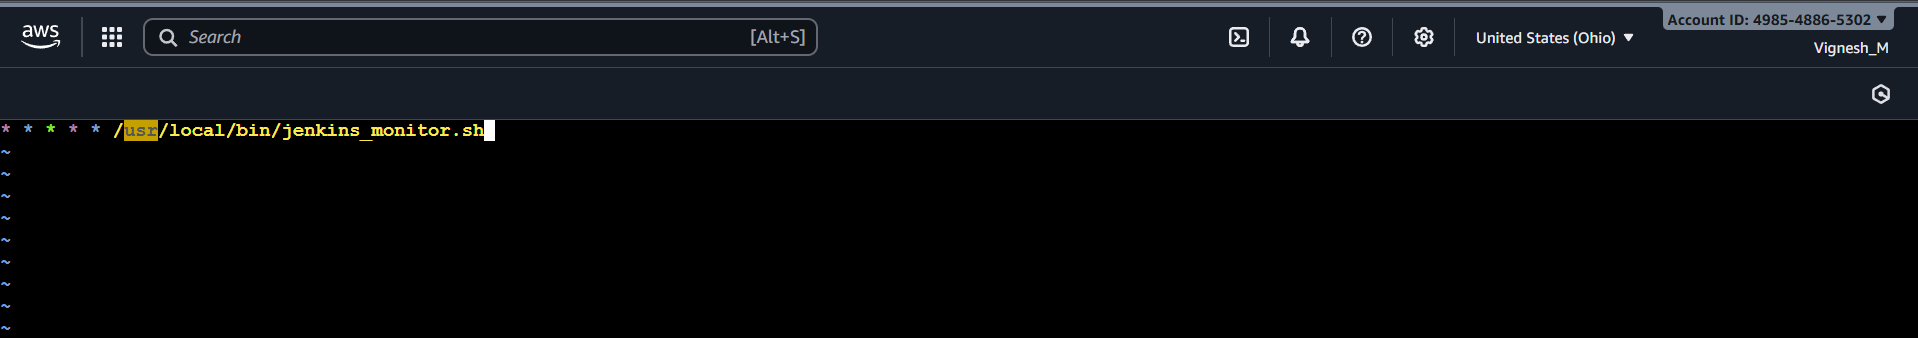 aws
Search [Alt+S]
United States (Ohio)
Account ID: 4985-4886-5302
Vignesh_M
* * * * * /usr/local/bin/jenkins_monitor.sh
~
~
~
~
~
~
~
~
~